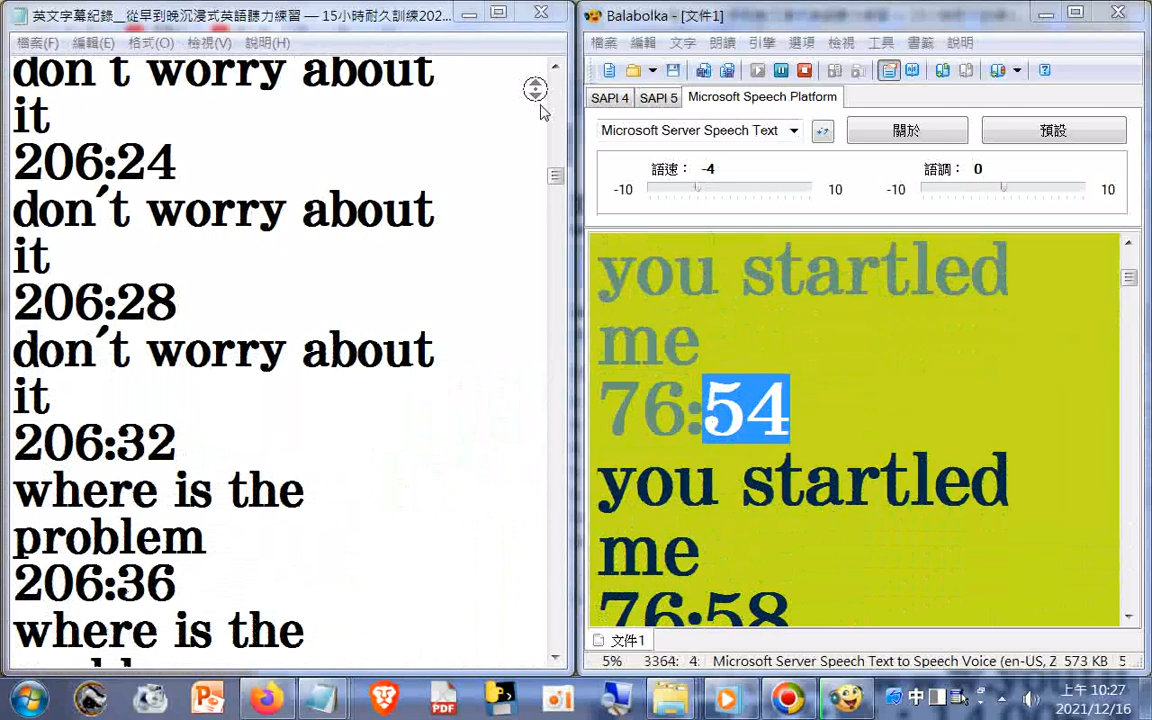 英文字幕紀錄__從早到晚沉浸式英語聽力練習 — 15小時耐久訓練202...
檔案(F) 編輯(E) 格式(O) 檢視(V) 說明(H)
don´t worry about
it
206:24
don´t worry about
it
206:28
don´t worry about
it
206:32
where is the
problem
206:36
where is the
Balabolka - [文件1]
檔案 編輯 文字 朗讀 引擎 選項 檢視 工具 書籤 說明
SAPI 4 SAPI 5 Microsoft Speech Platform
Microsoft Server Speech Text 關於 預設
語速: -4 語調: 0
-10 10 -10 10
you startled
me
76:54
you startled
me
76:58
文件1
5% 3364: 4: Microsoft Server Speech Text to Speech Voice (en-US, Z 573 KB 5
中 上午 10:27
2021/12/16